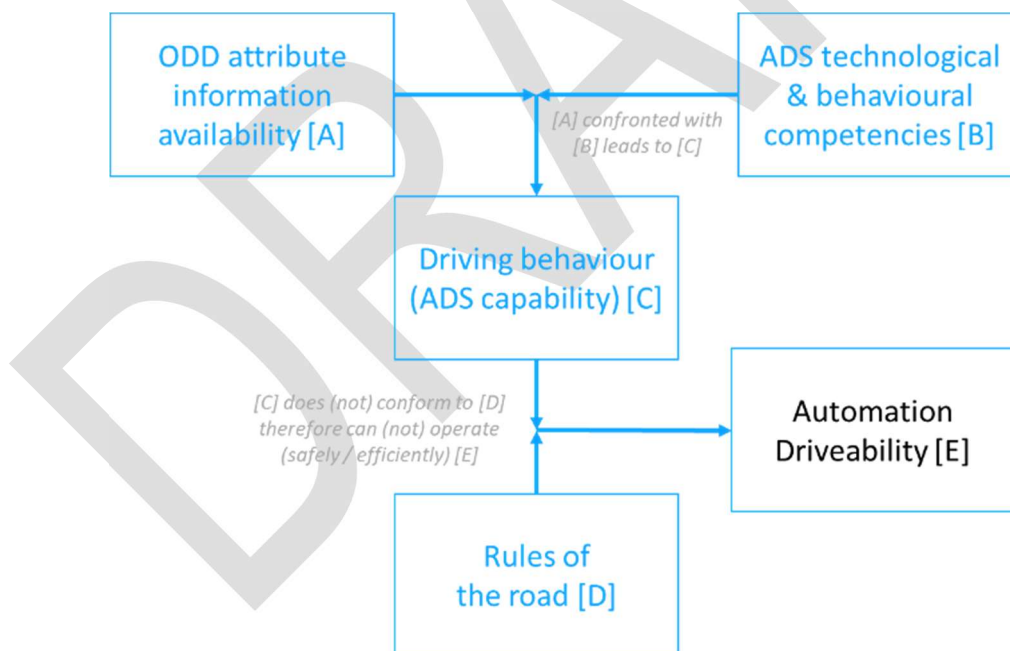 ODD attribute
information
availability [A]
ADS technological
& behavioural
competencies [B]
[A] confronted with
[B] leads to [C]
Driving behaviour
(ADS capability) [C]
[C] does (not) conform to [D]
therefore can (not) operate
(safely / efficiently) [E]
Automation
Driveability [E]
Rules of
the road [D]
DRA